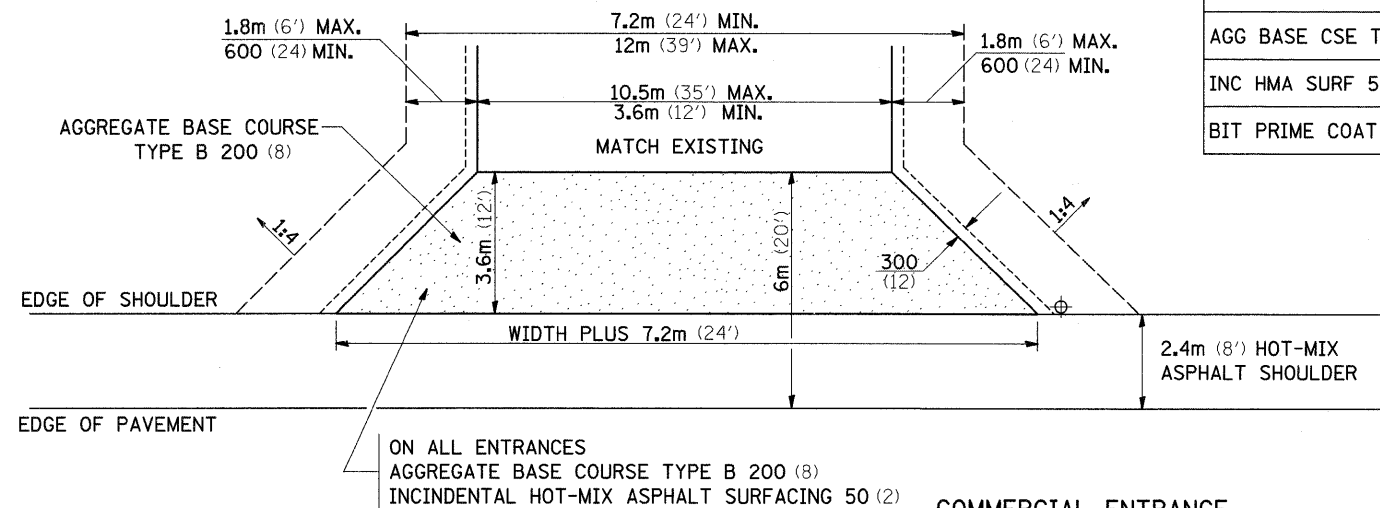 7.2m (24') MIN.
12m (39') MAX.
1.8m (6') MAX.
600 (24) MIN.
1.8m (6') MAX.
600 (24) MIN.
10.5m (35') MAX.
3.6m (12') MIN.
MATCH EXISTING
AGGREGATE BASE COURSE
TYPE B 200 (8)
1:4
1:4
3.6m (12')
6m (20')
300
(12)
EDGE OF SHOULDER
WIDTH PLUS 7.2m (24')
2.4m (8') HOT-MIX
ASPHALT SHOULDER
EDGE OF PAVEMENT
ON ALL ENTRANCES
AGGREGATE BASE COURSE TYPE B 200 (8)
INCINDENTAL HOT-MIX ASPHALT SURFACING 50 (2)
COMMERCIAL ENTRANCE
AGG BASE CSE T
INC HMA SURF 5
BIT PRIME COAT